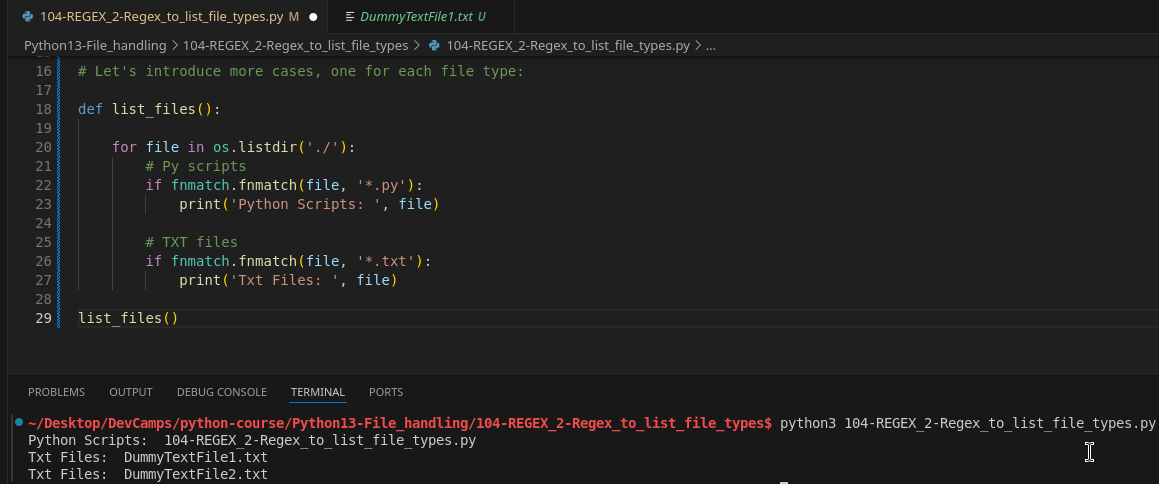 104-REGEX_2-Regex_to_list_file_types.py M
DummyTextFile1.txt U
Python13-File_handling > 104-REGEX_2-Regex_to_list_file_types > 104-REGEX_2-Regex_to_list_file_types.py > ...
16 # Let's introduce more cases, one for each file type:
17
18 def list_files():
19
20     for file in os.listdir('./'):
21         # Py scripts
22         if fnmatch.fnmatch(file, '*.py'):
23             print('Python Scripts: ', file)
24
25         # TXT files
26         if fnmatch.fnmatch(file, '*.txt'):
27             print('Txt Files: ', file)
28
29 list_files()
PROBLEMS OUTPUT DEBUG CONSOLE TERMINAL PORTS
~/Desktop/DevCamps/python-course/Python13-File_handling/104-REGEX_2-Regex_to_list_file_types$ python3 104-REGEX_2-Regex_to_list_file_types.py
Python Scripts:  104-REGEX_2-Regex_to_list_file_types.py
Txt Files:  DummyTextFile1.txt
Txt Files:  DummyTextFile2.txt